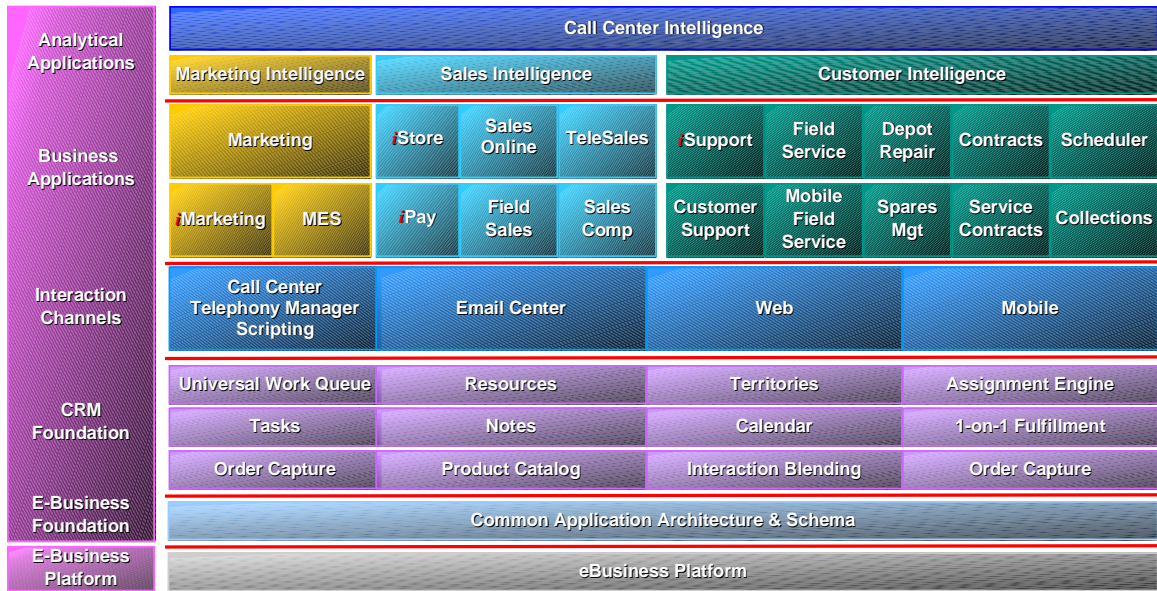 Analytical
Applications
Call Center Intelligence
Marketing Intelligence
Sales Intelligence
Customer Intelligence
Business
Applications
Marketing
iStore
Sales
Online
TeleSales
iSupport
Field
Service
Depot
Repair
Contracts
Scheduler
iMarketing
MES
iPay
Field
Sales
Sales
Comp
Customer
Support
Mobile
Field
Service
Spares
Mgt
Service
Contracts
Collections
Interaction
Channels
Call Center
Telephony Manager
Scripting
Email Center
Web
Mobile
CRM
Foundation
Universal Work Queue
Resources
Territories
Assignment Engine
Tasks
Notes
Calendar
1-on-1 Fulfillment
Order Capture
Product Catalog
Interaction Blending
Order Capture
E-Business
Foundation
Common Application Architecture & Schema
E-Business
Platform
eBusiness Platform